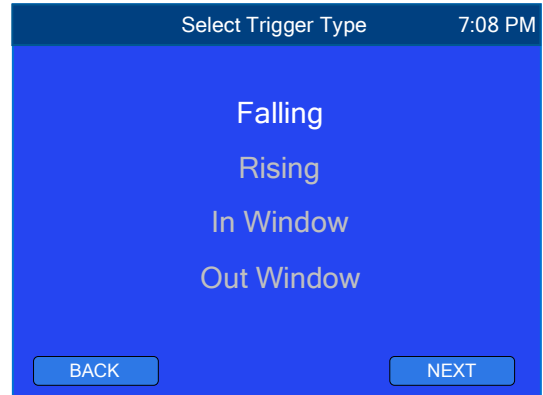 Select Trigger Type 7:08 PM
Falling
Rising
In Window
Out Window
BACK NEXT